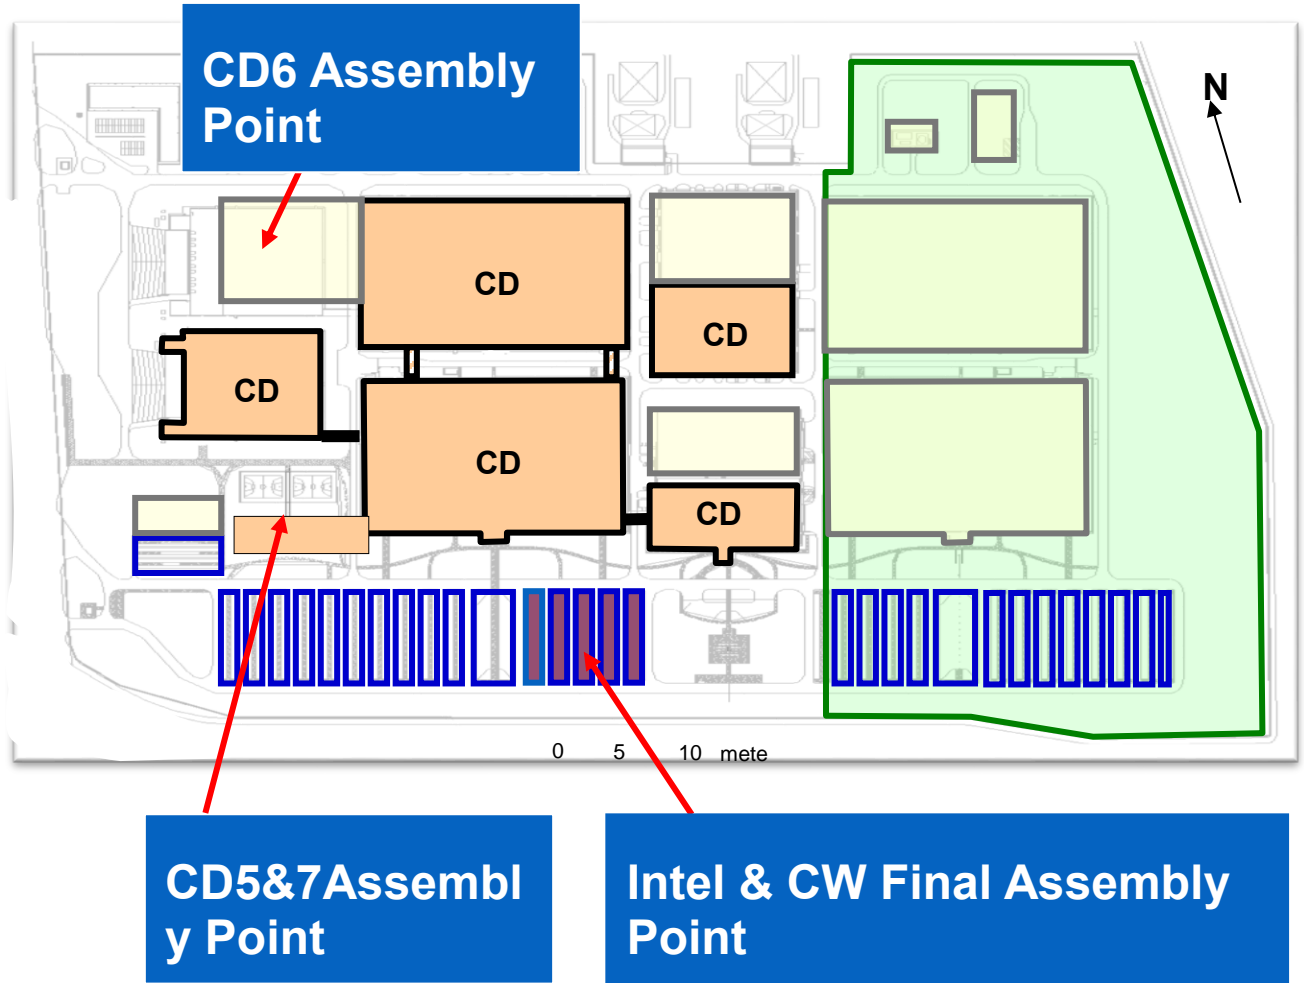 CD6 Assembly
Point
N
CD
CD
CD
CD
CD
0 5 10 mete
CD5&7Assembl
y Point
Intel & CW Final Assembly
Point